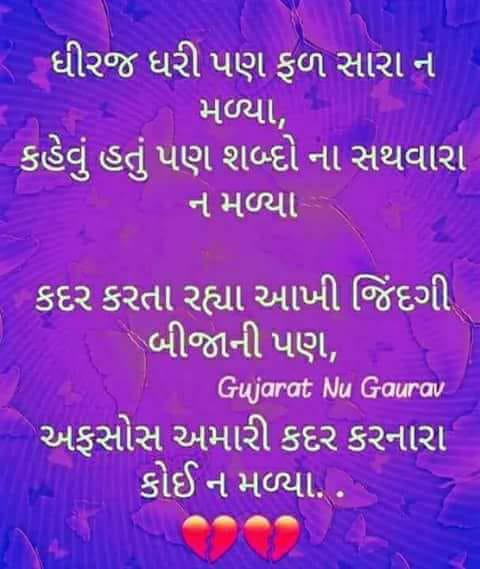 ધીરજ ધરી પણ ફળ સારા ન
મળ્યા,
કહેવું હતું પણ શબ્દો ના સથવારા
ન મળ્યા
કદર કરતા રહ્યા આખી જિંદગી
બીજાની પણ,
Gujarat Nu Gaurav
અફસોસ અમારી કદર કરનારા
કોઈ ન મળ્યા. .
💔💔